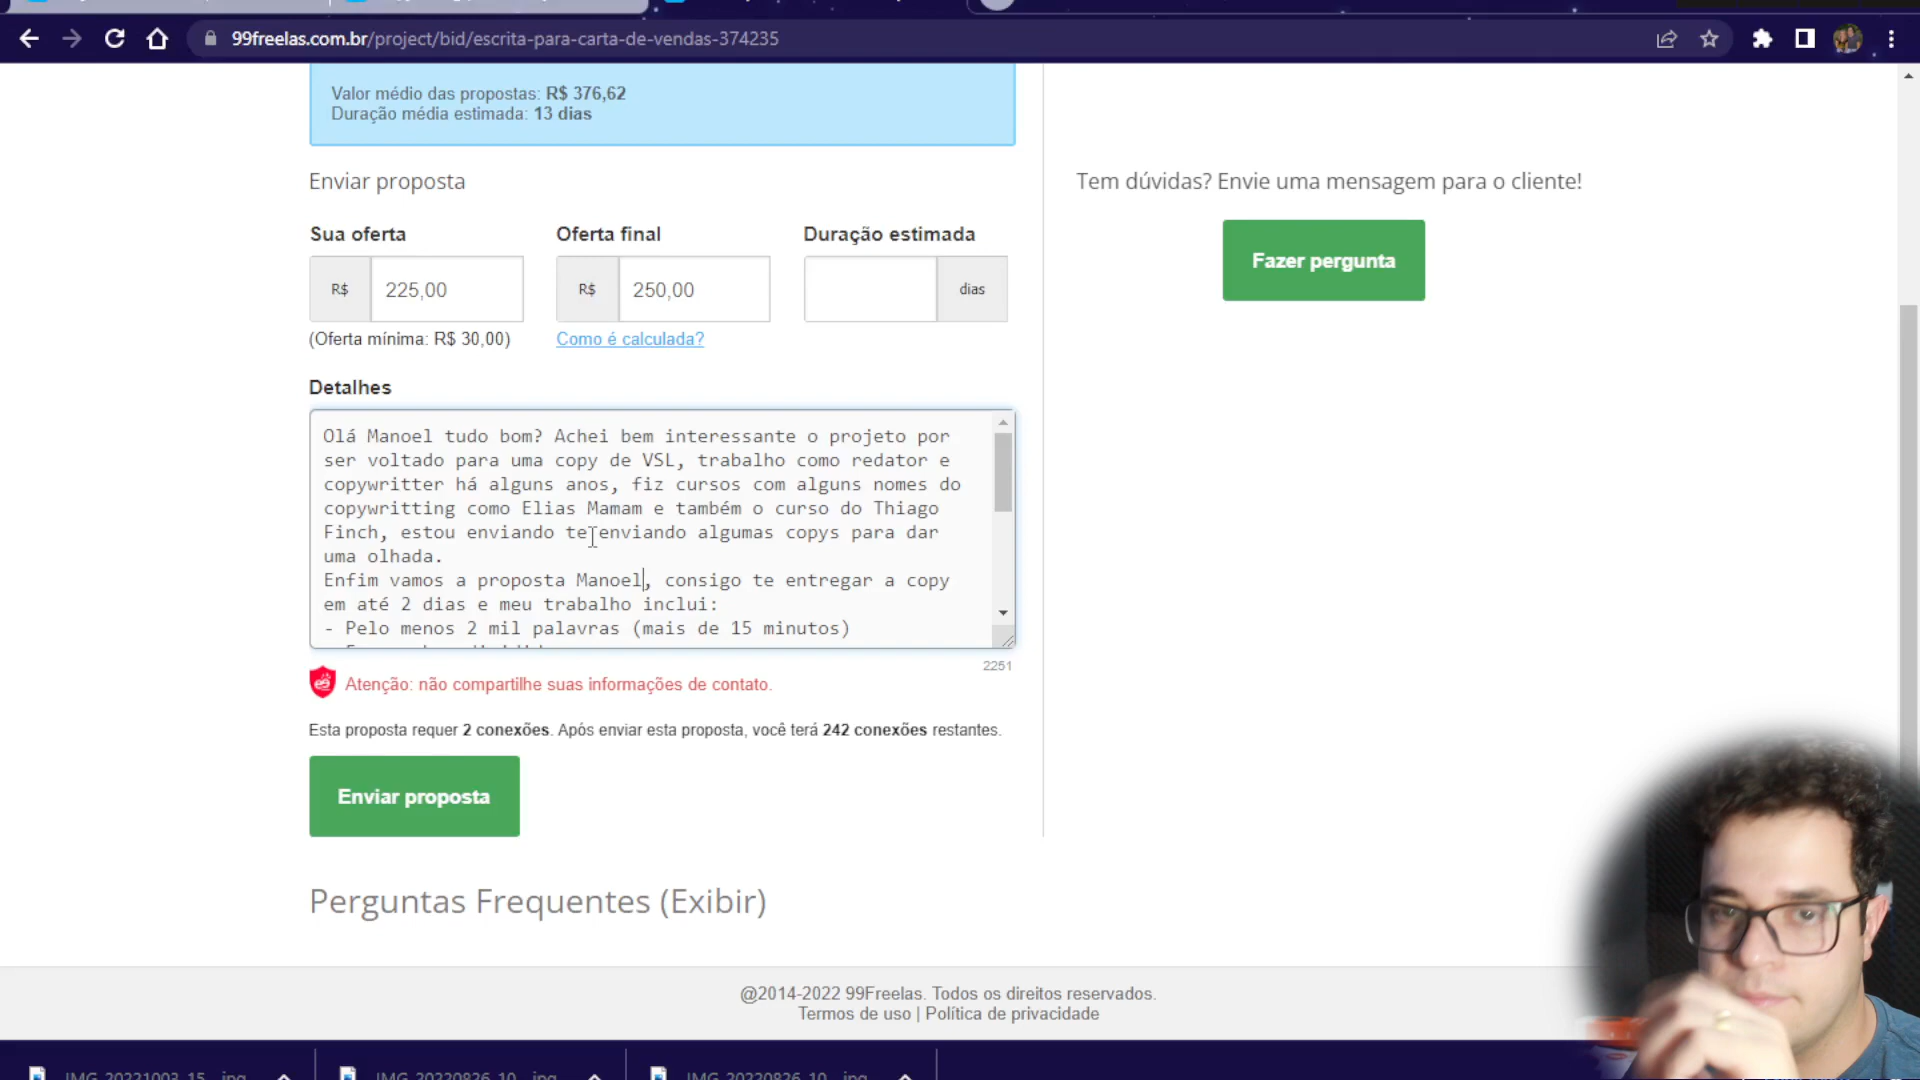 99freelas.com.br/project/bid/escrita-para-carta-de-vendas-374235
Valor médio das propostas: R$ 376,62
Duração média estimada: 13 dias
Enviar proposta
Tem dúvidas? Envie uma mensagem para o cliente!
Fazer pergunta
Sua oferta
Oferta final
Duração estimada
R$ 225,00
R$ 250,00
dias
(Oferta mínima: R$ 30,00)
Como é calculada?
Detalhes
Olá Manoel tudo bom? Achei bem interessante o projeto por
ser voltado para uma copy de VSL, trabalho como redator e
copywritter há alguns anos, fiz cursos com alguns nomes do
copywritting como Elias Mamam e também o curso do Thiago
Finch, estou enviando te enviando algumas copys para dar
uma olhada.
Enfim vamos a proposta Manoel, consigo te entregar a copy
em até 2 dias e meu trabalho inclui:
- Pelo menos 2 mil palavras (mais de 15 minutos)
2251
Atenção: não compartilhe suas informações de contato.
Esta proposta requer 2 conexões. Após enviar esta proposta, você terá 242 conexões restantes.
Enviar proposta
Perguntas Frequentes (Exibir)
@2014-2022 99Freelas. Todos os direitos reservados.
Termos de uso | Política de privacidade